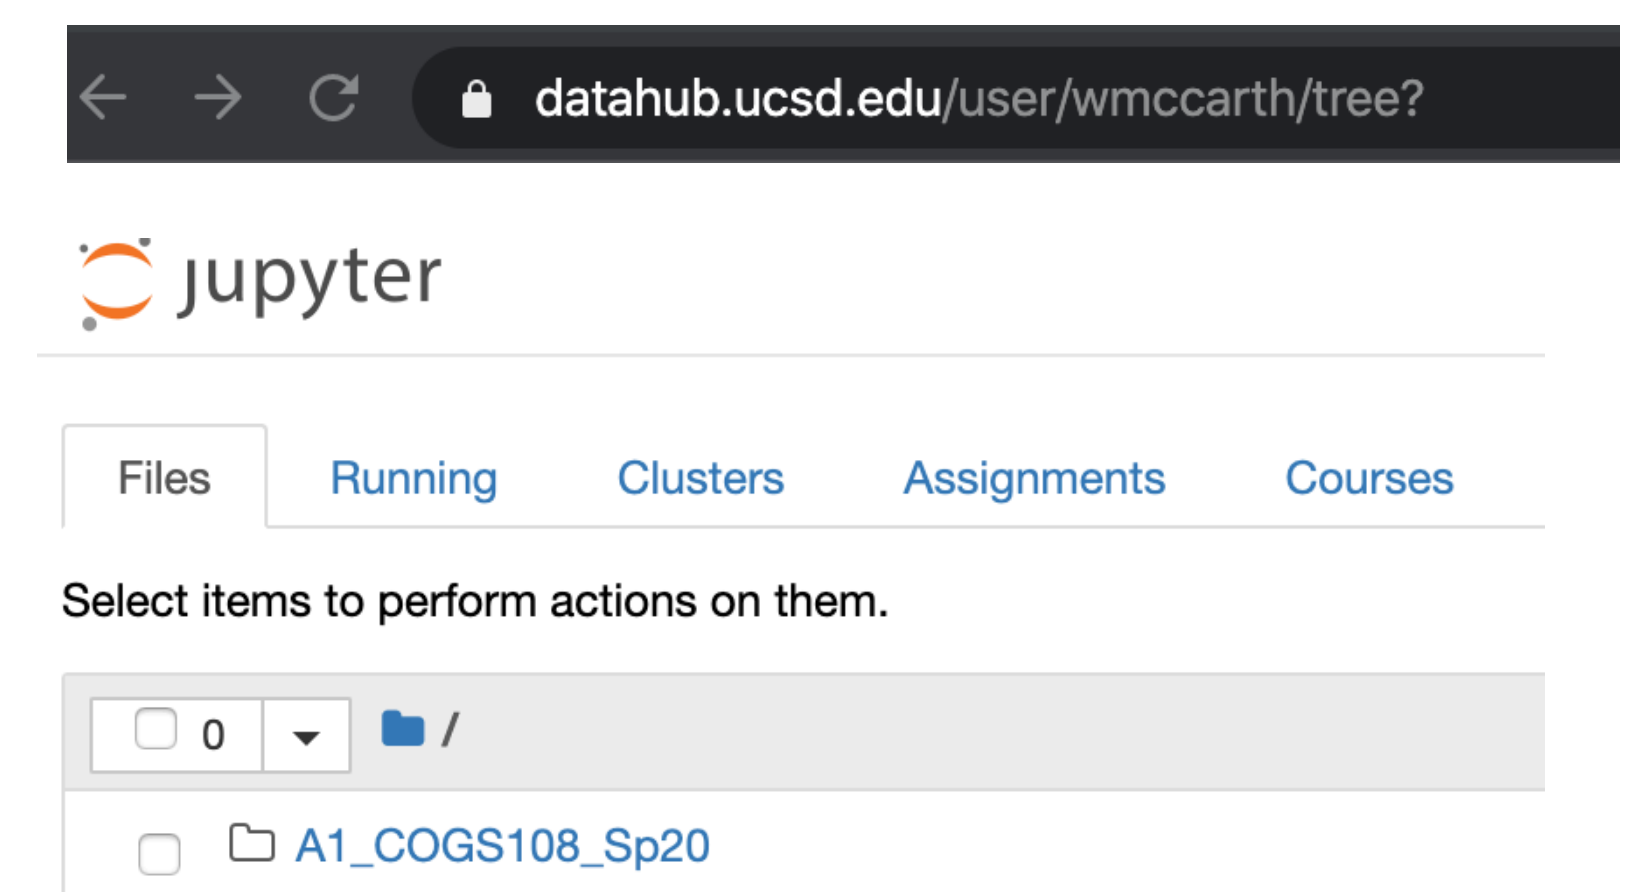 datahub.ucsd.edu/user/wmccarth/tree?
jupyter
Files Running Clusters Assignments Courses
Select items to perform actions on them.
0 /
A1_COGS108_Sp20